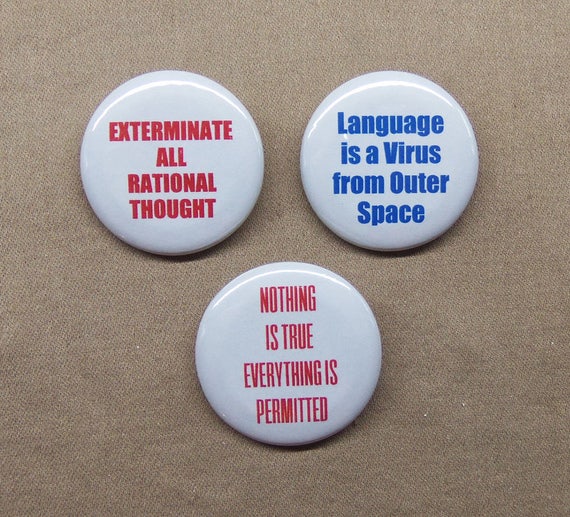 EXTERMINATE
ALL
RATIONAL
THOUGHT
Language
is a Virus
from Outer
Space
NOTHING
IS TRUE
EVERYTHING IS
PERMITTED